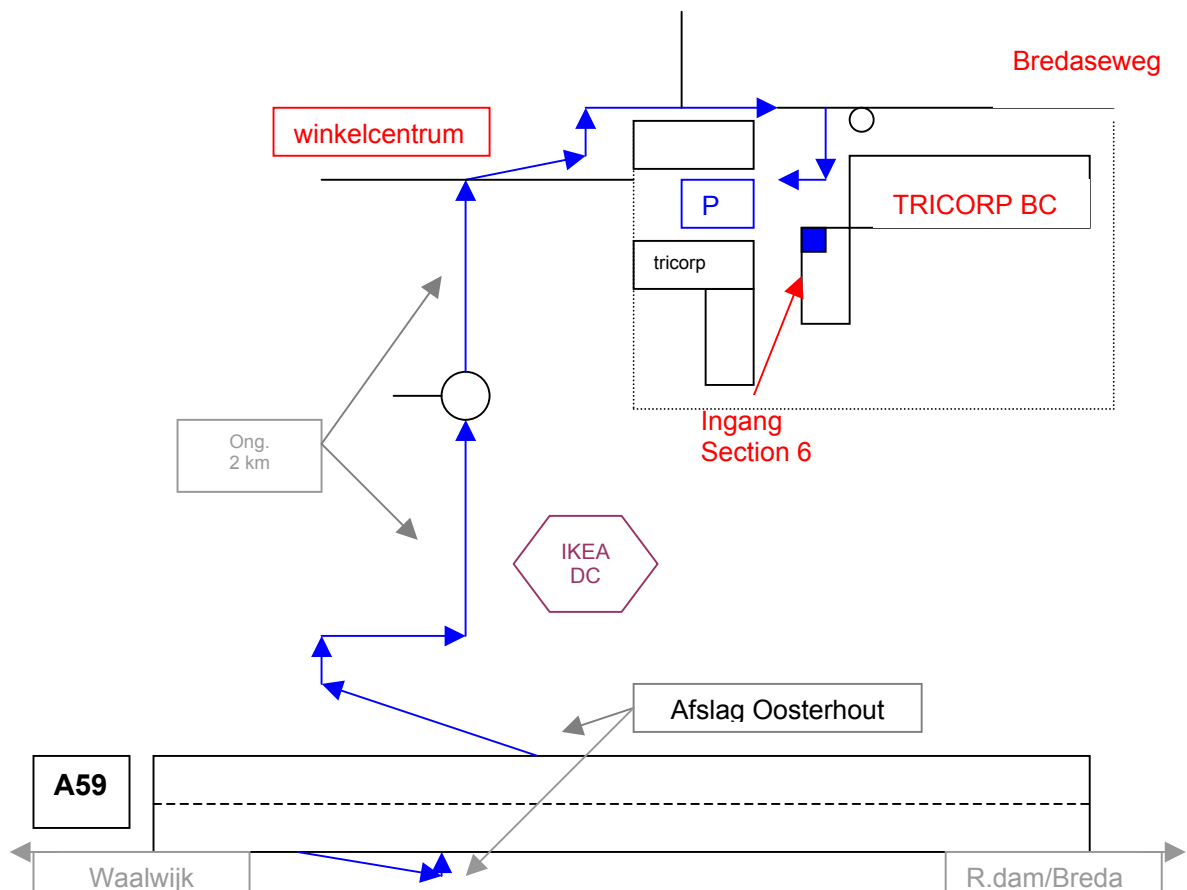 Bredaseweg
winkelcentrum
P
TRICORP BC
tricorp
Ingang
Section 6
Ong.
2 km
IKEA
DC
Afslag Oosterhout
A59
Waalwijk
R.dam/Breda